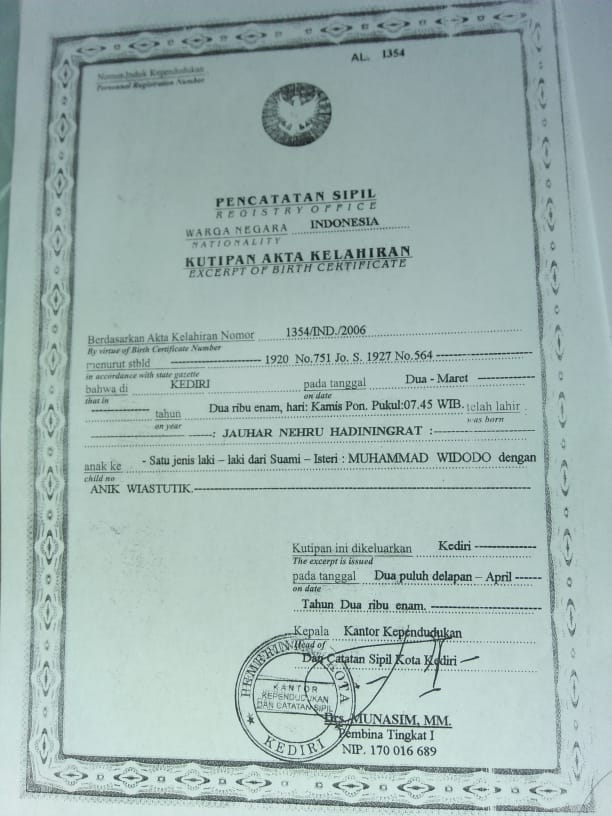 AL. 1354
Nomor Induk Kependudukan
Personal Registration Number
PENCATATAN SIPIL
REGISTRY OFFICE
WARGA NEGARA INDONESIA
NATIONALITY
KUTIPAN AKTA KELAHIRAN
EXCERPT OF BIRTH CERTIFICATE
Berdasarkan Akta Kelahiran Nomor 1354/IND./2006
By virtue of Birth Certificate Number
menurut stbld ---------------------- 1920 No.751 Jo. S. 1927 No.564 ----------------
in accordance with state gazette
bahwa di KEDIRI pada tanggal Dua - Maret ------------
that in on date
------------ tahun Dua ribu enam, hari: Kamis Pon. Pukul:07.45 WIB. telah lahir
on year was born
------------------------: JAUHAR NEHRU HADININGRAT :--------------------
anak ke - Satu jenis laki – laki dari Suami – Isteri : MUHAMMAD WIDODO dengan
child no
ANIK WIASTUTIK.------------------------------------------------------------
Kutipan ini dikeluarkan Kediri -------------
The excerpt is issued
pada tanggal Dua puluh delapan – April ------
on date
Tahun Dua ribu enam. ----------------------
Kepala Kantor Kependudukan
Head of
Dan Catatan Sipil Kota Kediri —
PEMERINTAH KOTA
KANTOR
KEPENDUDUKAN
DAN CATATAN SIPIL
KEDIRI
Drs. MUNASIM, MM.
Pembina Tingkat I
NIP. 170 016 689